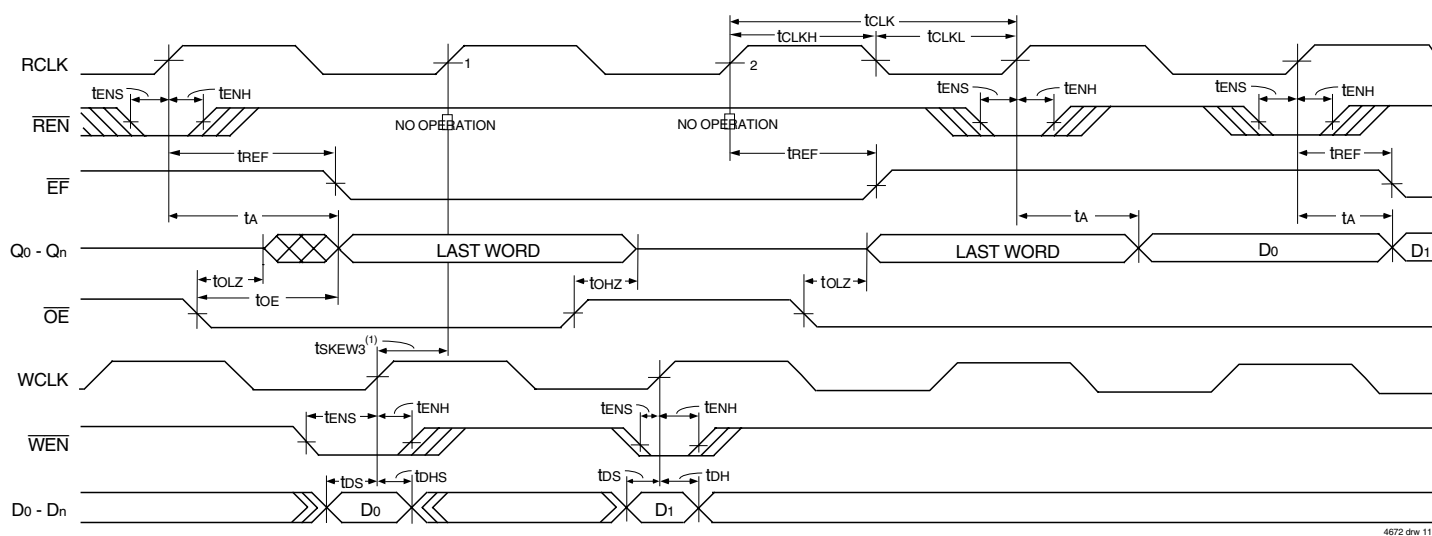 tCLK
tCLKH tCLKL
RCLK 1 2
tENS tENH tENS tENH tENS tENH
REN NO OPERATION NO OPERATION
tREF tREF tREF
EF
tA tA tA
Q0 - Qn LAST WORD LAST WORD D0 D1
tOLZ tOHZ tOLZ
tOE
OE
tSKEW3(1)
WCLK
tENS tENH tENS tENH
WEN
tDS tDHS tDS tDH
D0 - Dn D0 D1
4672 drw 11